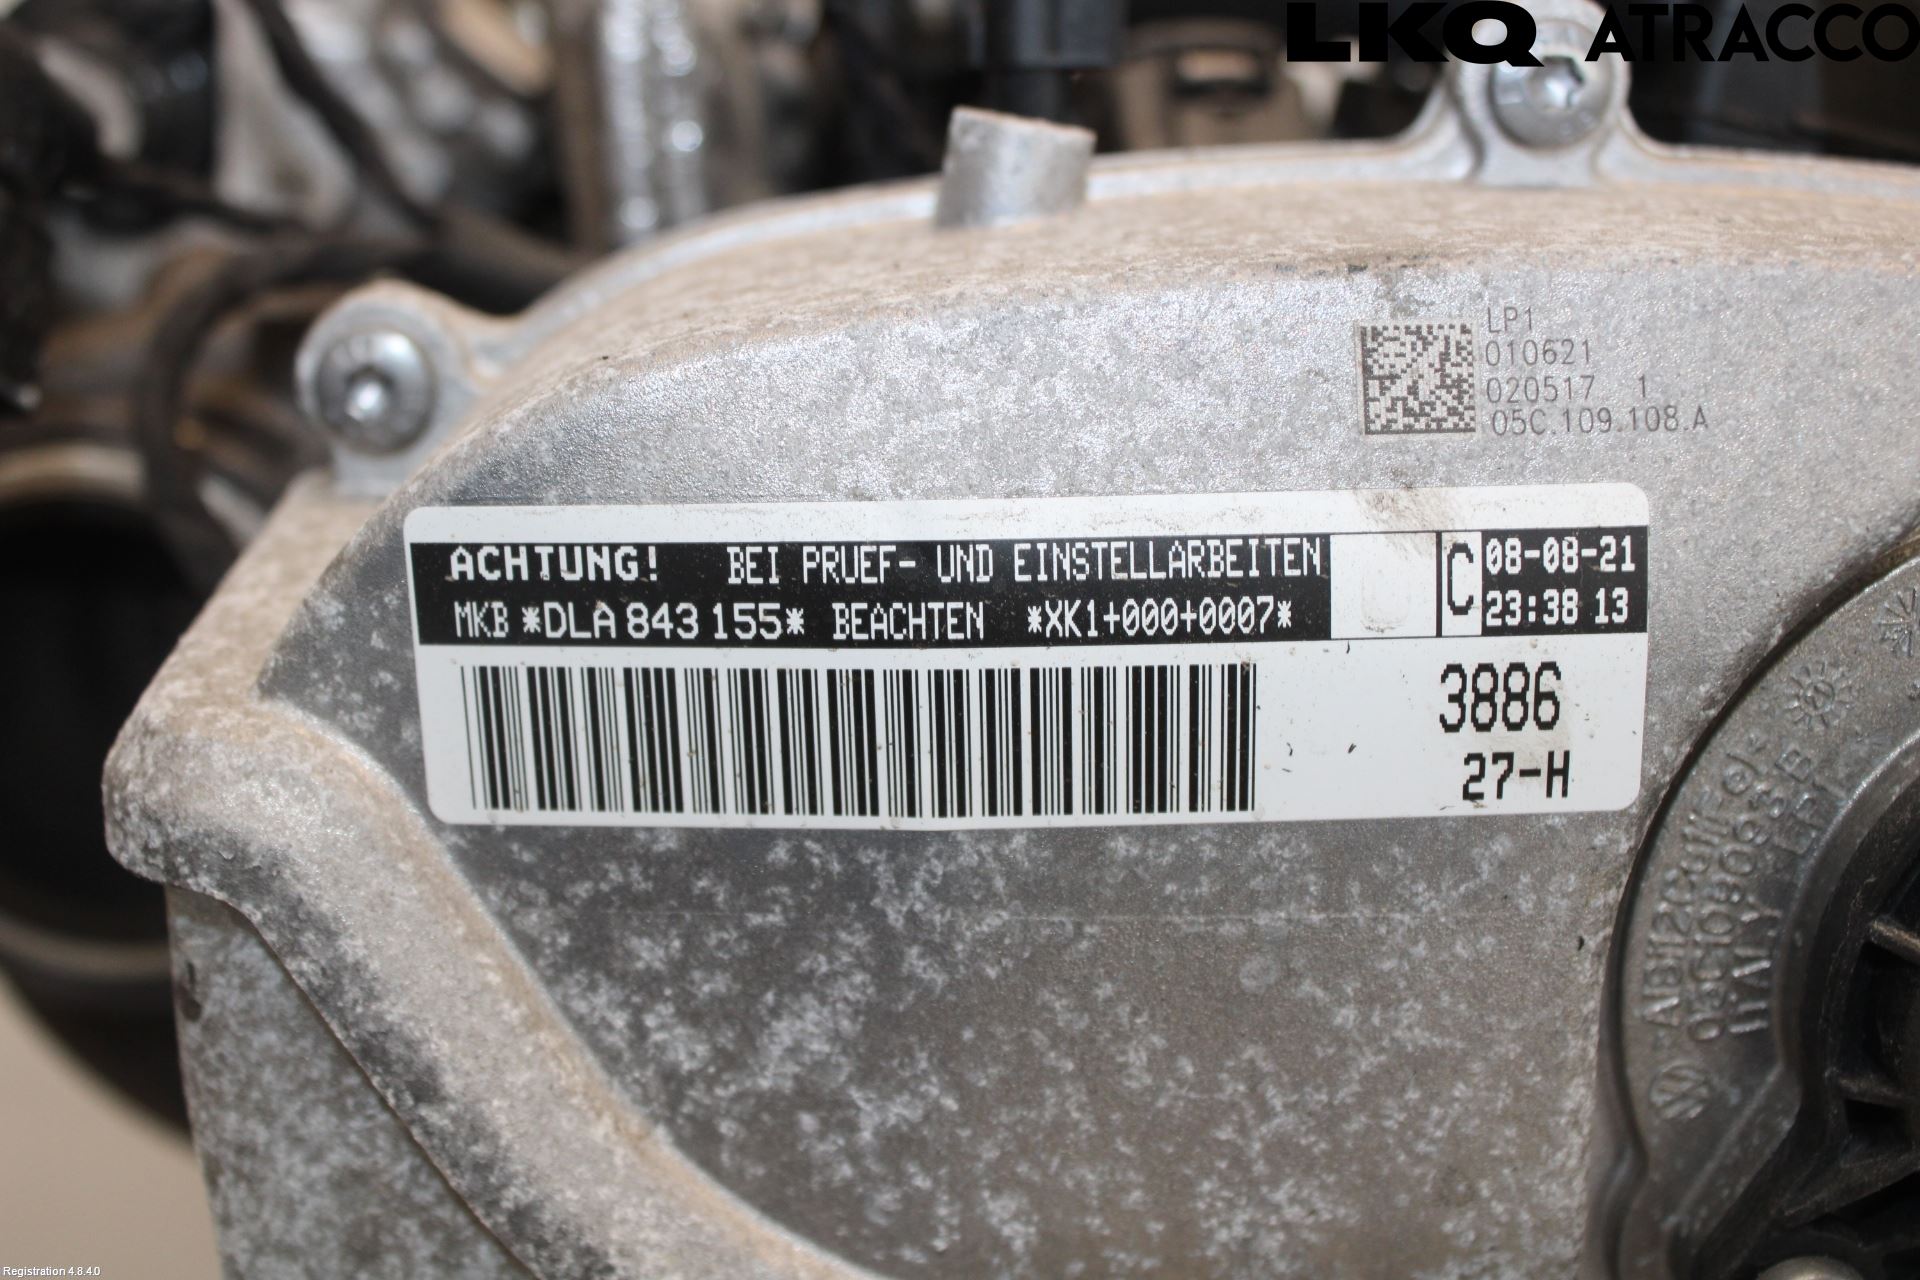 LKQ ATRACCO
LP1
010621
020517 1
05C.109.108.A
ACHTUNG! BEI PRUEF- UND EINSTELLARBEITEN
MKB *DLA 843 155* BEACHTEN *XK1+000+0007*
C
08-08-21
23:38 13
3886
27-H
ITALY
Registration 4.8.4.0